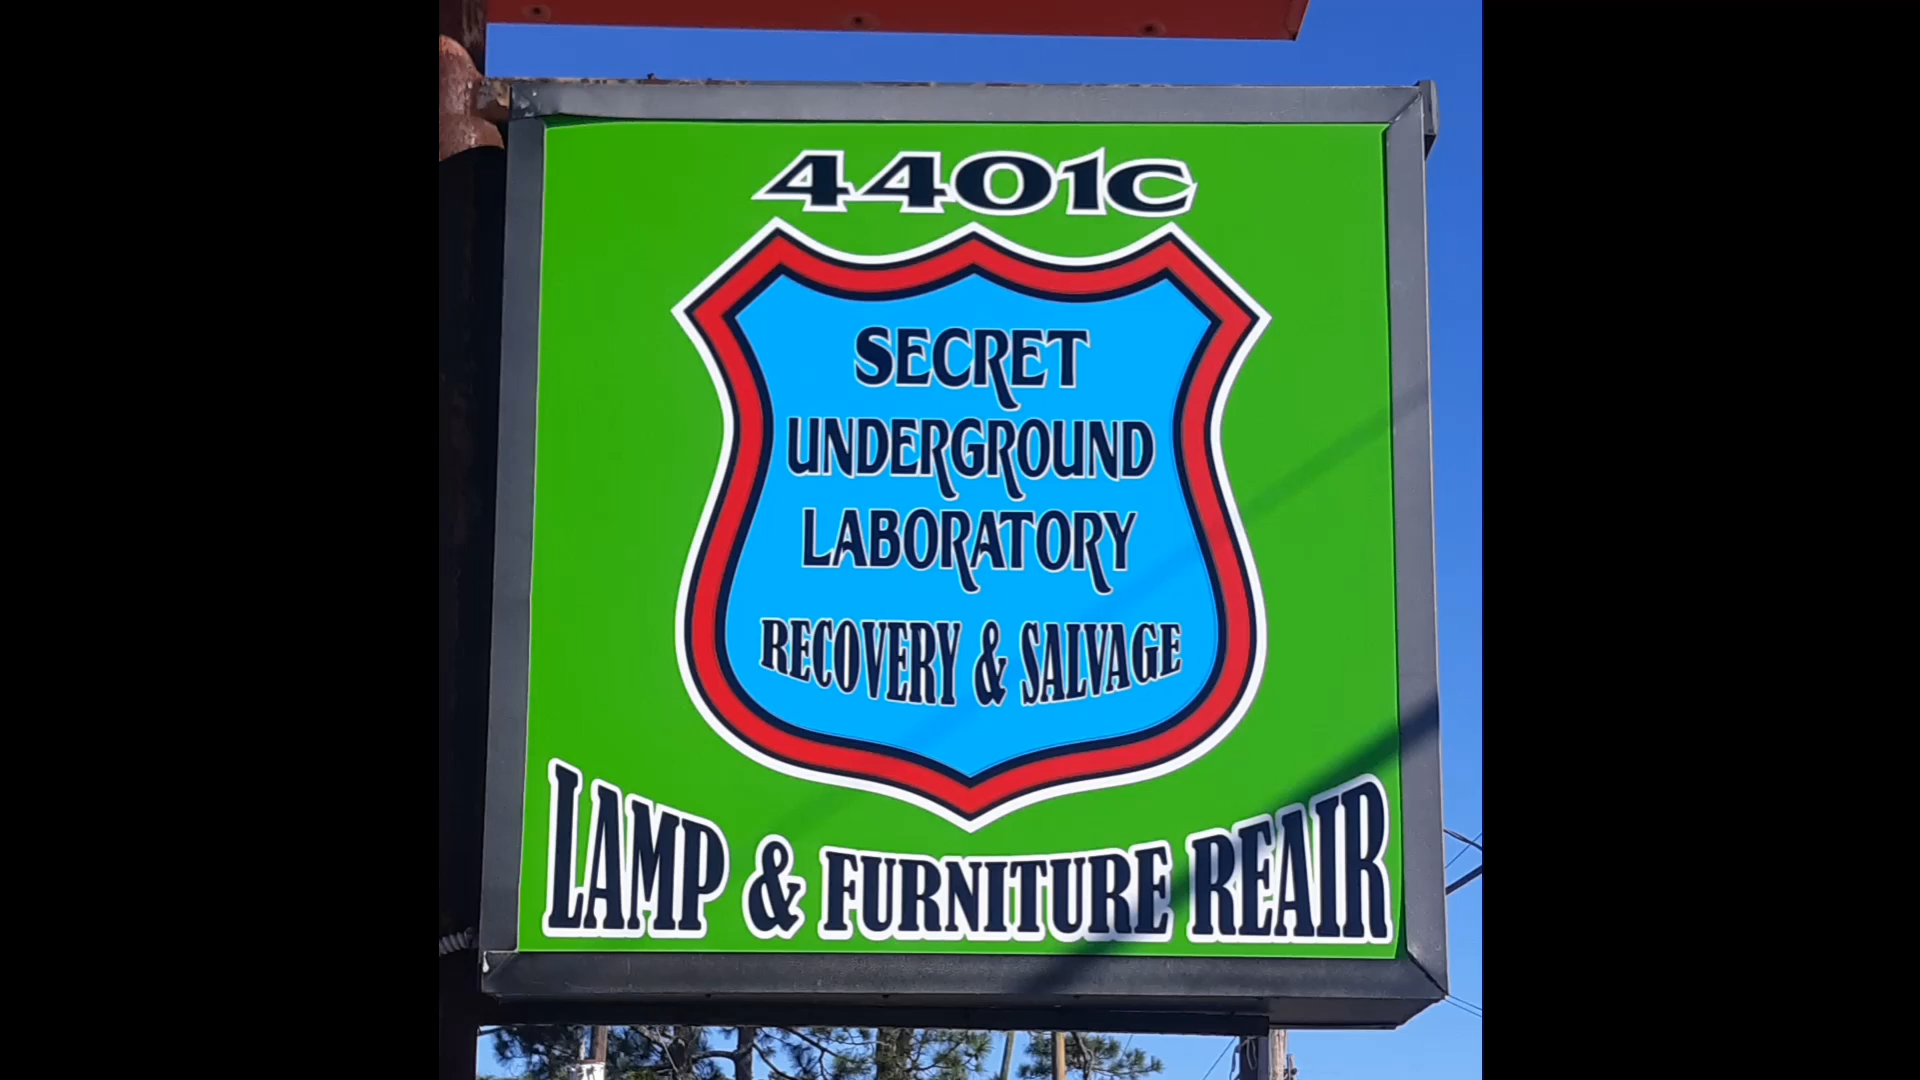 4401C
SECRET
UNDERGROUND
LABORATORY
RECOVERY & SALVAGE
LAMP & FURNITURE REAIR